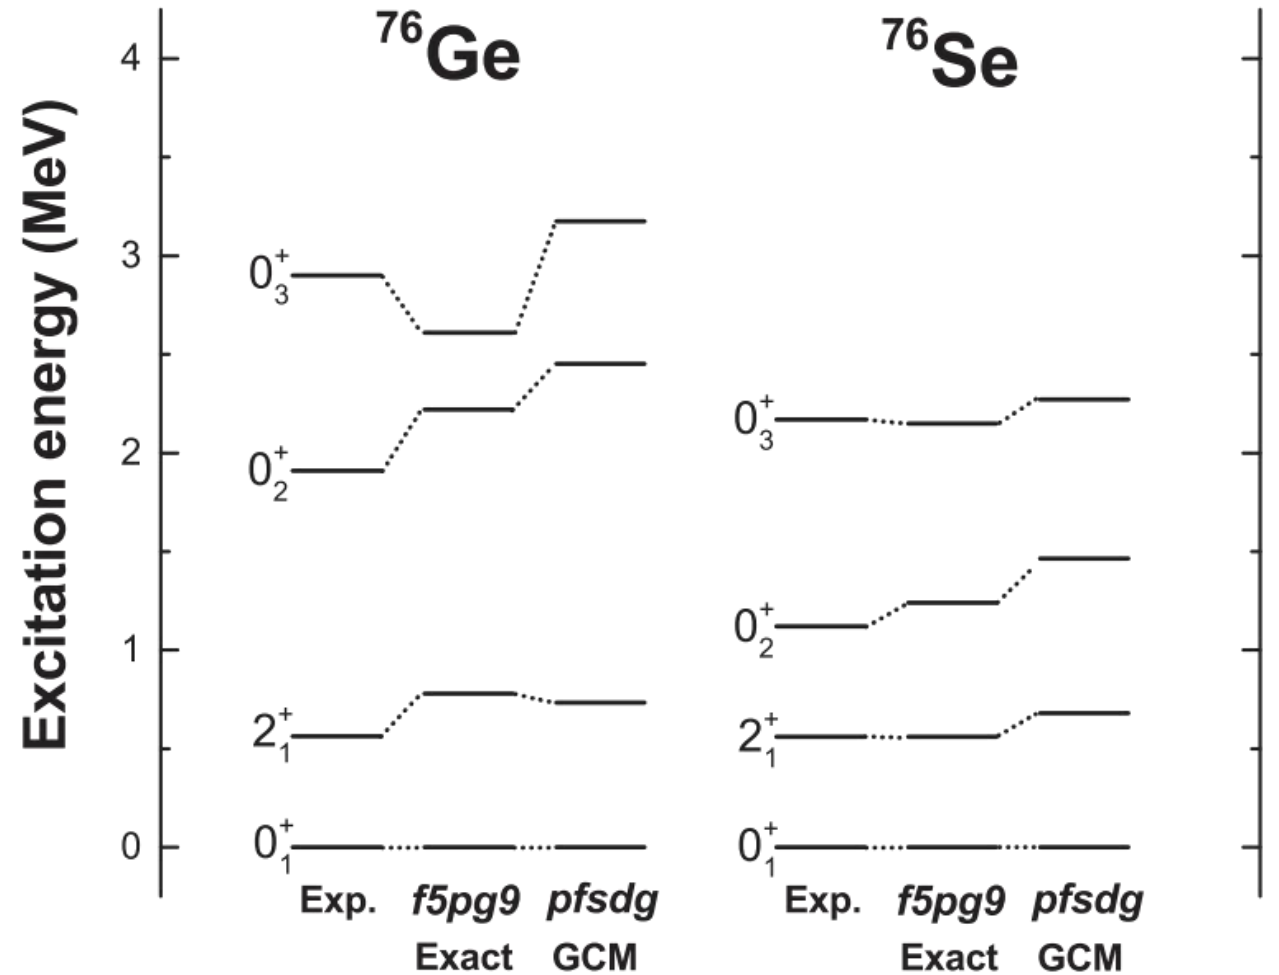 Excitation energy (MeV)
4
3
2
1
0
⁷⁶Ge
0⁺₃
0⁺₂
2⁺₁
0⁺₁
Exp. f5pg9 pfsdg
Exact GCM
⁷⁶Se
0⁺₃
0⁺₂
2⁺₁
0⁺₁
Exp. f5pg9 pfsdg
Exact GCM